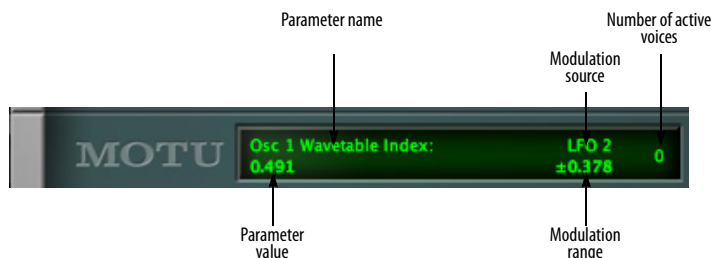 Parameter name
Number of active
voices
Modulation
source
MOTU
Osc 1 Wavetable Index:
LFO 2
0
0.491
±0.378
Parameter
value
Modulation
range